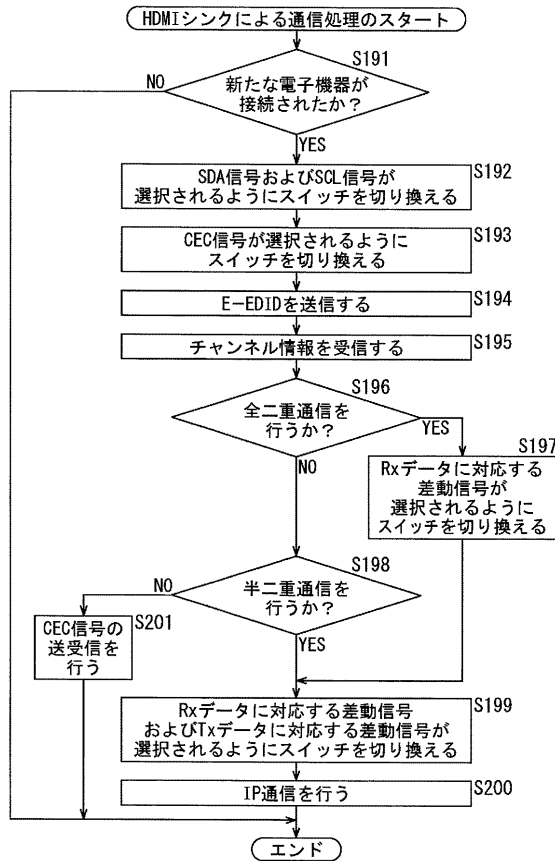 HDMIシンクによる通信処理のスタート
S191
新たな電子機器が
接続されたか？
NO
YES
S192
SDA信号およびSCL信号が
選択されるようにスイッチを切り換える
S193
CEC信号が選択されるように
スイッチを切り換える
S194
E-EDIDを送信する
S195
チャンネル情報を受信する
S196
全二重通信を
行うか？
YES
NO
S197
Rxデータに対応する
差動信号が
選択されるように
スイッチを切り換える
S198
半二重通信を
行うか？
NO
YES
S201
CEC信号の
送受信を
行う
S199
Rxデータに対応する差動信号
およびTxデータに対応する差動信号が
選択されるようにスイッチを切り換える
S200
IP通信を行う
エンド